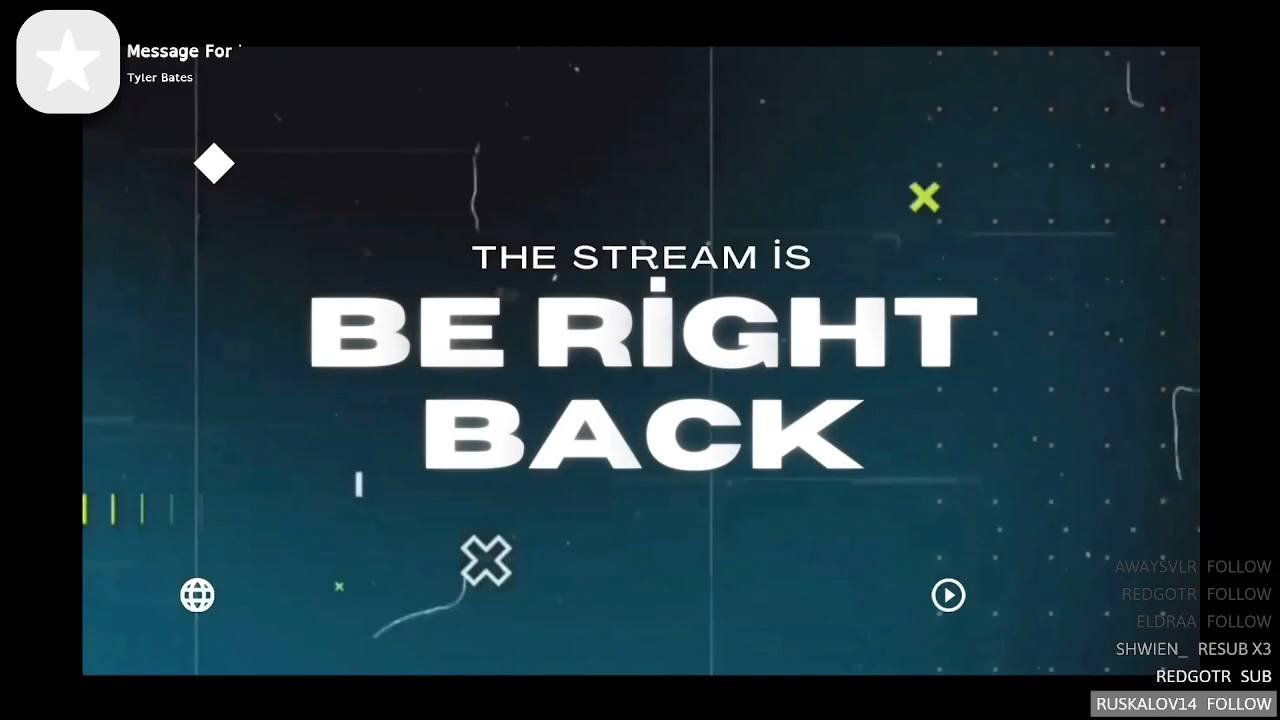 Message For
Tyler Bates
THE STREAM İS
BE RİGHT
BACK
AWAYSVLR FOLLOW
REDGOTR FOLLOW
ELDRAA FOLLOW
SHWIEN_ RESUB X3
REDGOTR SUB
RUSKALOV14 FOLLOW